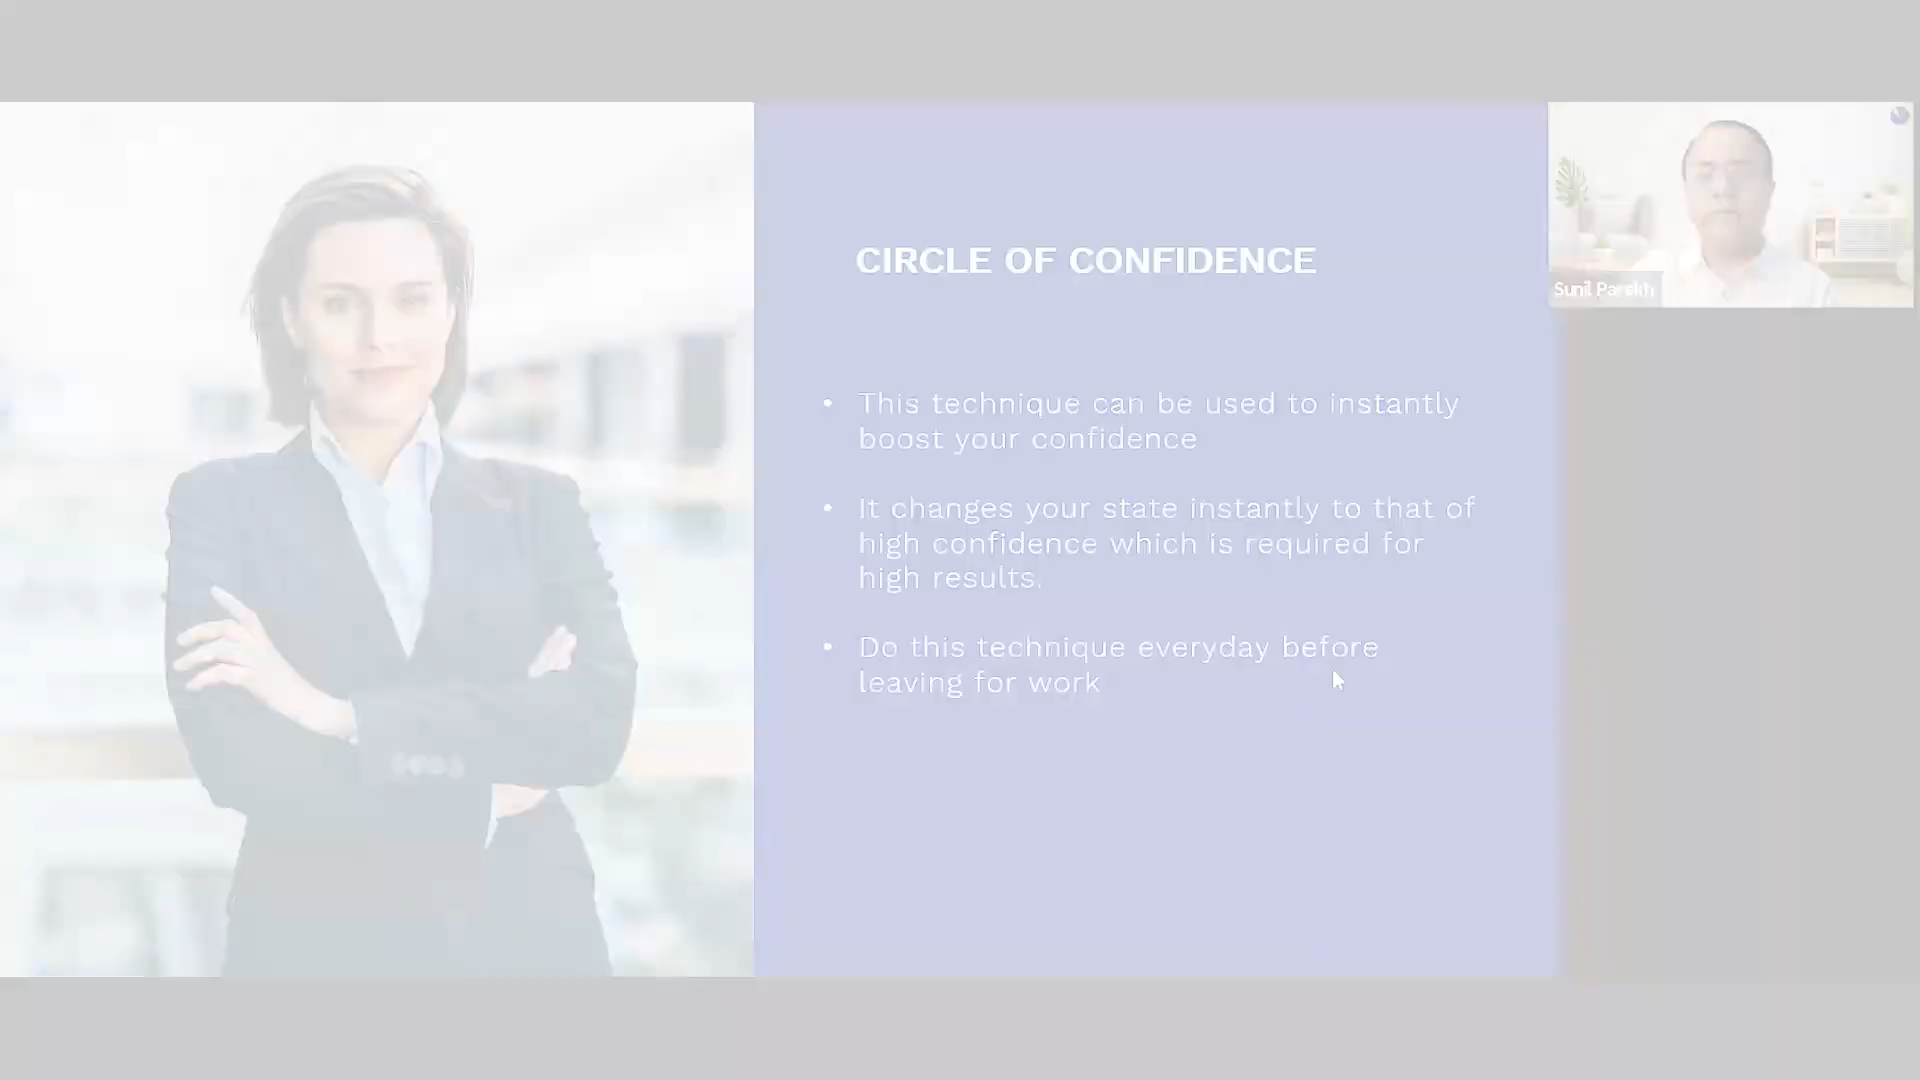 CIRCLE OF CONFIDENCE
• This technique can be used to instantly
boost your confidence
• It changes your state instantly to that of
high confidence which is required for
high results.
• Do this technique everyday before
leaving for work
Sunil Parekh